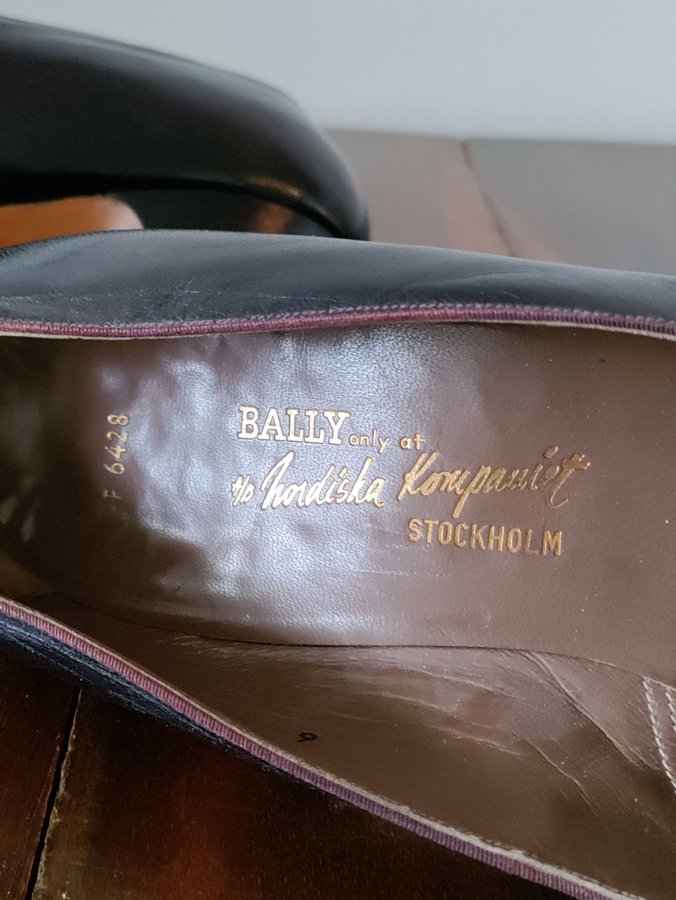 BALLY only at
A/B Nordiska Kompaniet
STOCKHOLM
F 6428